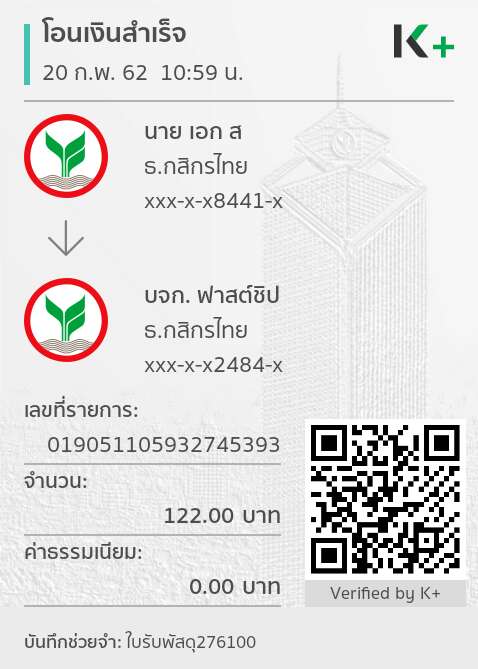 โอนเงินสำเร็จ
20 ก.พ. 62 10:59 น.
K+
นาย เอก ส
ธ.กสิกรไทย
xxx-x-x8441-x
บจก. ฟาสต์ชิป
ธ.กสิกรไทย
xxx-x-x2484-x
เลขที่รายการ:
019051105932745393
จำนวน:
122.00 บาท
ค่าธรรมเนียม:
0.00 บาท
Verified by K+
บันทึกช่วยจำ: ใบรับพัสดุ276100